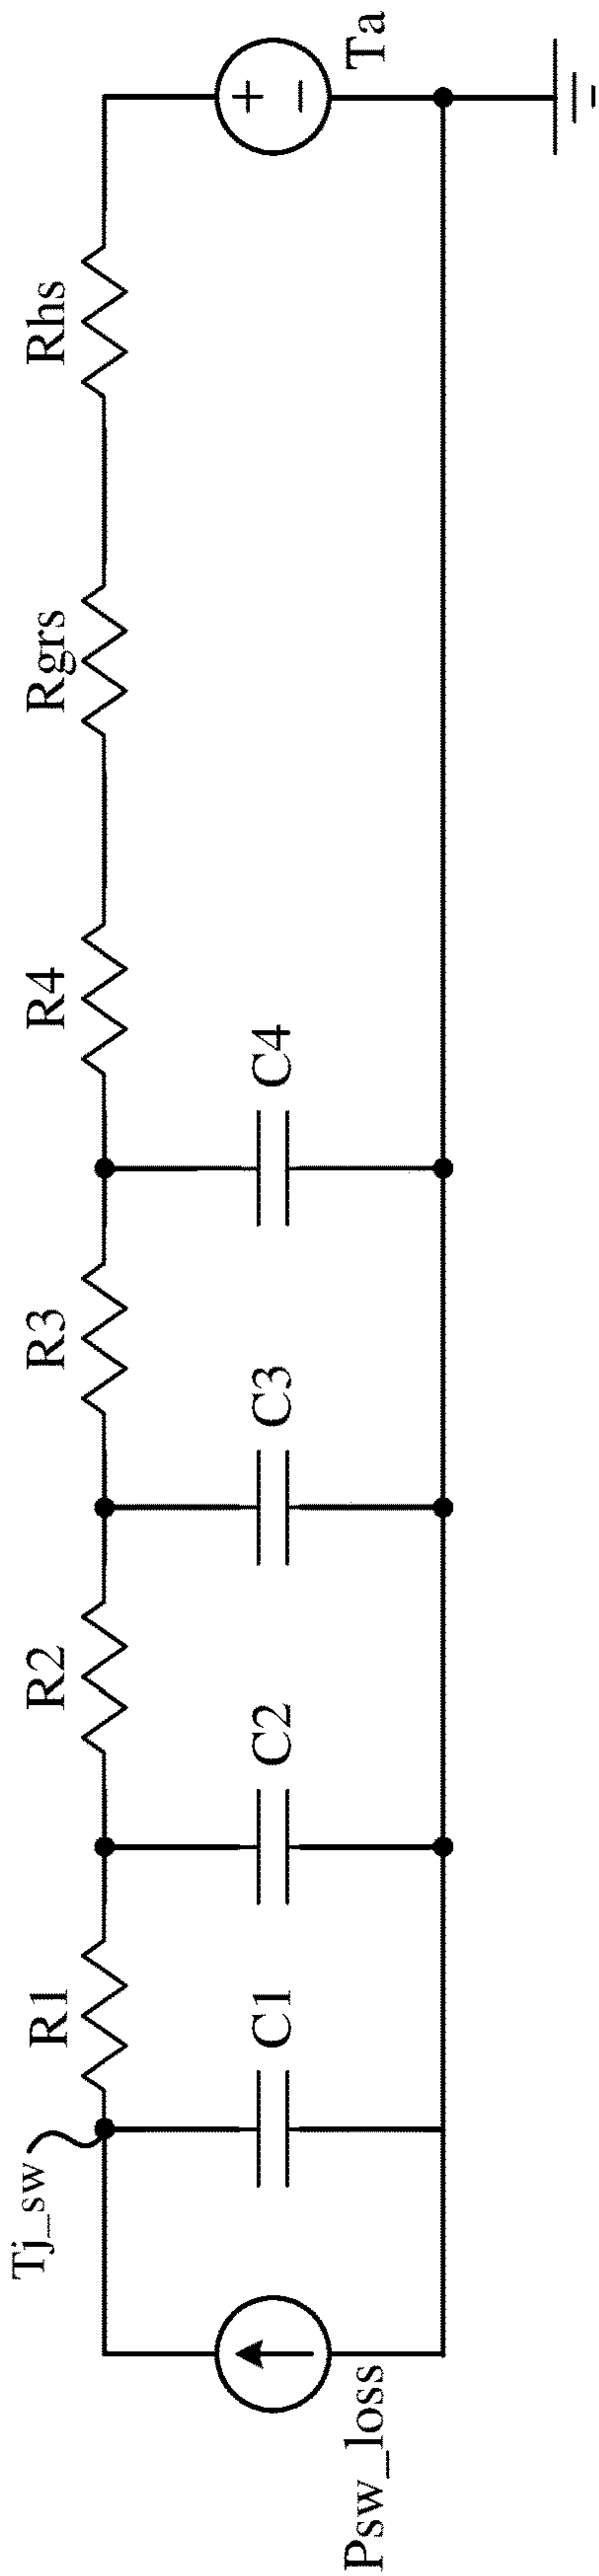 Tj_sw
R1
R2
R3
R4
Rgrs
Rhs
C1
C2
C3
C4
+
−
Psw_loss
Ta